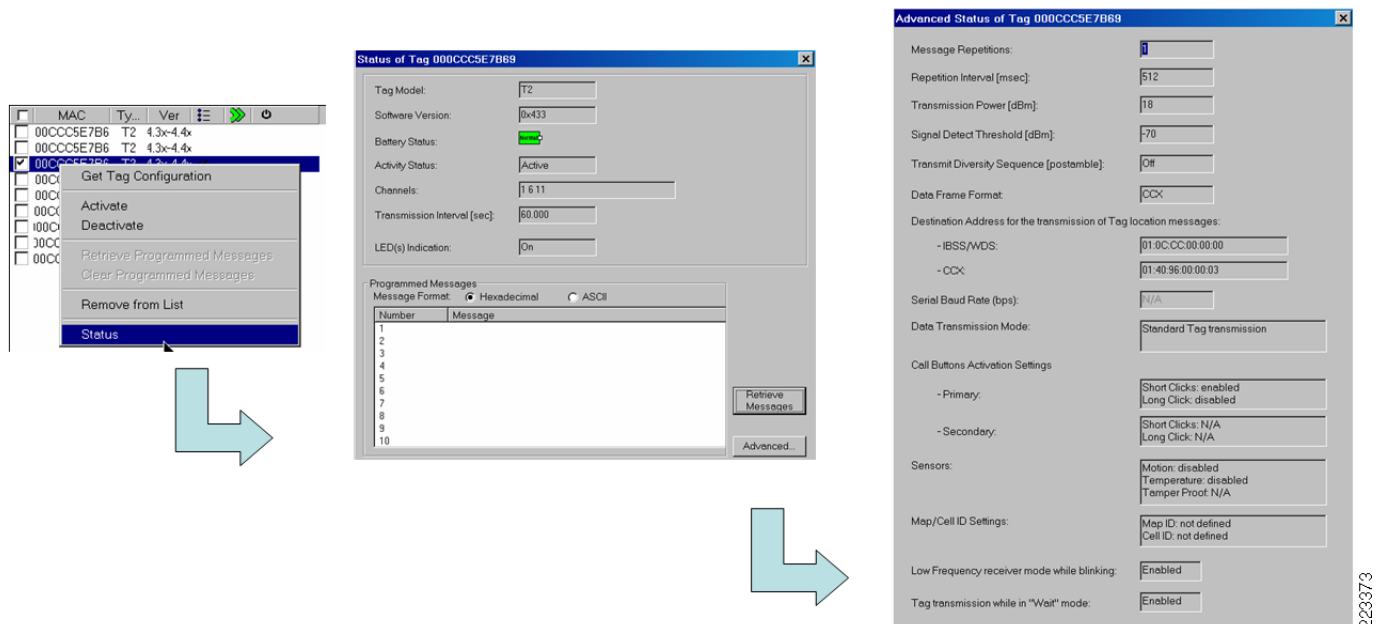 MAC Ty... Ver
00CCC5E7B6 T2 4.3x-4.4x
00CCC5E7B6 T2 4.3x-4.4x
00CCC5E7B6 T2 4.3x-4.4x
Get Tag Configuration
Activate
Deactivate
Retrieve Programmed Messages
Clear Programmed Messages
Remove from List
Status
Status of Tag 000CCC5E7B69
Tag Model: T2
Software Version: 0x433
Battery Status: Normal
Activity Status: Active
Channels: 1 6 11
Transmission Interval [sec]: 60.000
LED(s) Indication: On
Programmed Messages
Message Format: Hexadecimal ASCII
Number Message
1
2
3
4
5
6
7
8
9
10
Retrieve
Messages
Advanced...
Advanced Status of Tag 000CCC5E7B69
Message Repetitions: 1
Repetition Interval [msec]: 512
Transmission Power [dBm]: 18
Signal Detect Threshold [dBm]: -70
Transmit Diversity Sequence [postamble]: Off
Data Frame Format: CCX
Destination Address for the transmission of Tag location messages:
- IBSS/WDS: 01:0C:CC:00:00:00
- CCX: 01:40:96:00:00:03
Serial Baud Rate (bps): N/A
Data Transmission Mode: Standard Tag transmission
Call Buttons Activation Settings
- Primary: Short Clicks: enabled
Long Click: disabled
- Secondary: Short Clicks: N/A
Long Click: N/A
Sensors: Motion: disabled
Temperature: disabled
Tamper Proof: N/A
Map/Cell ID Settings: Map ID: not defined
Cell ID: not defined
Low Frequency receiver mode while blinking: Enabled
Tag transmission while in "Wait" mode: Enabled
223373